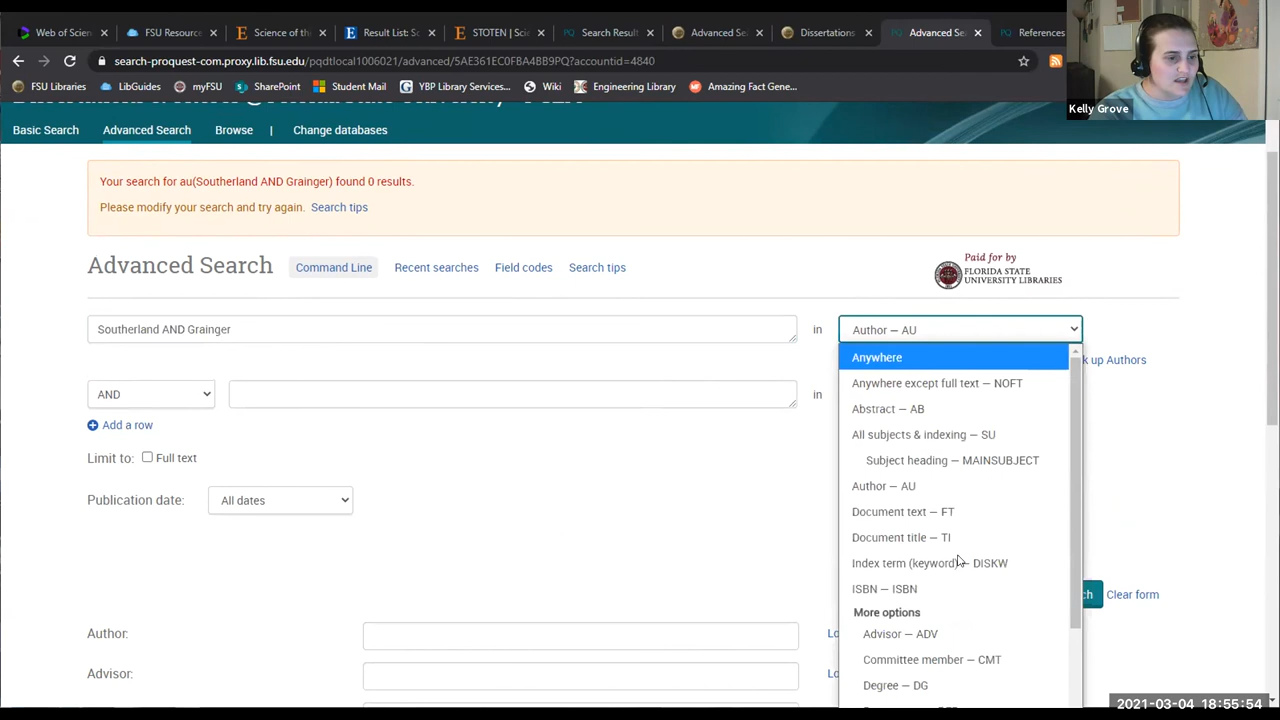 Web of Scien
FSU Resourc
Science of th
Result List: Sc
STOTEN | Sci
Search Result
Advanced Sea
Dissertations
Advanced Sea
References
search-proquest-com.proxy.lib.fsu.edu/pqdtlocal1006021/advanced/5AE361EC0FBA4BB9PQ?accountid=4840
FSU Libraries
LibGuides
myFSU
SharePoint
Student Mail
YBP Library Services...
Wiki
Engineering Library
Amazing Fact Gene...
Kelly Grove
Basic Search
Advanced Search
Browse
|
Change databases
Your search for au(Southerland AND Grainger) found 0 results.
Please modify your search and try again. Search tips
Advanced Search
Command Line
Recent searches
Field codes
Search tips
Paid for by
FLORIDA STATE
UNIVERSITY LIBRARIES
Southerland AND Grainger
in
Author — AU
Anywhere
k up Authors
Anywhere except full text — NOFT
AND
in
Abstract — AB
Add a row
All subjects & indexing — SU
Limit to:
Full text
Subject heading — MAINSUBJECT
Author — AU
Publication date:
All dates
Document text — FT
Document title — TI
Index term (keyword) — DISKW
ISBN — ISBN
ch
Clear form
More options
Author:
Lo
Advisor — ADV
Committee member — CMT
Advisor:
Lo
Degree — DG
2021-03-04 18:55:54